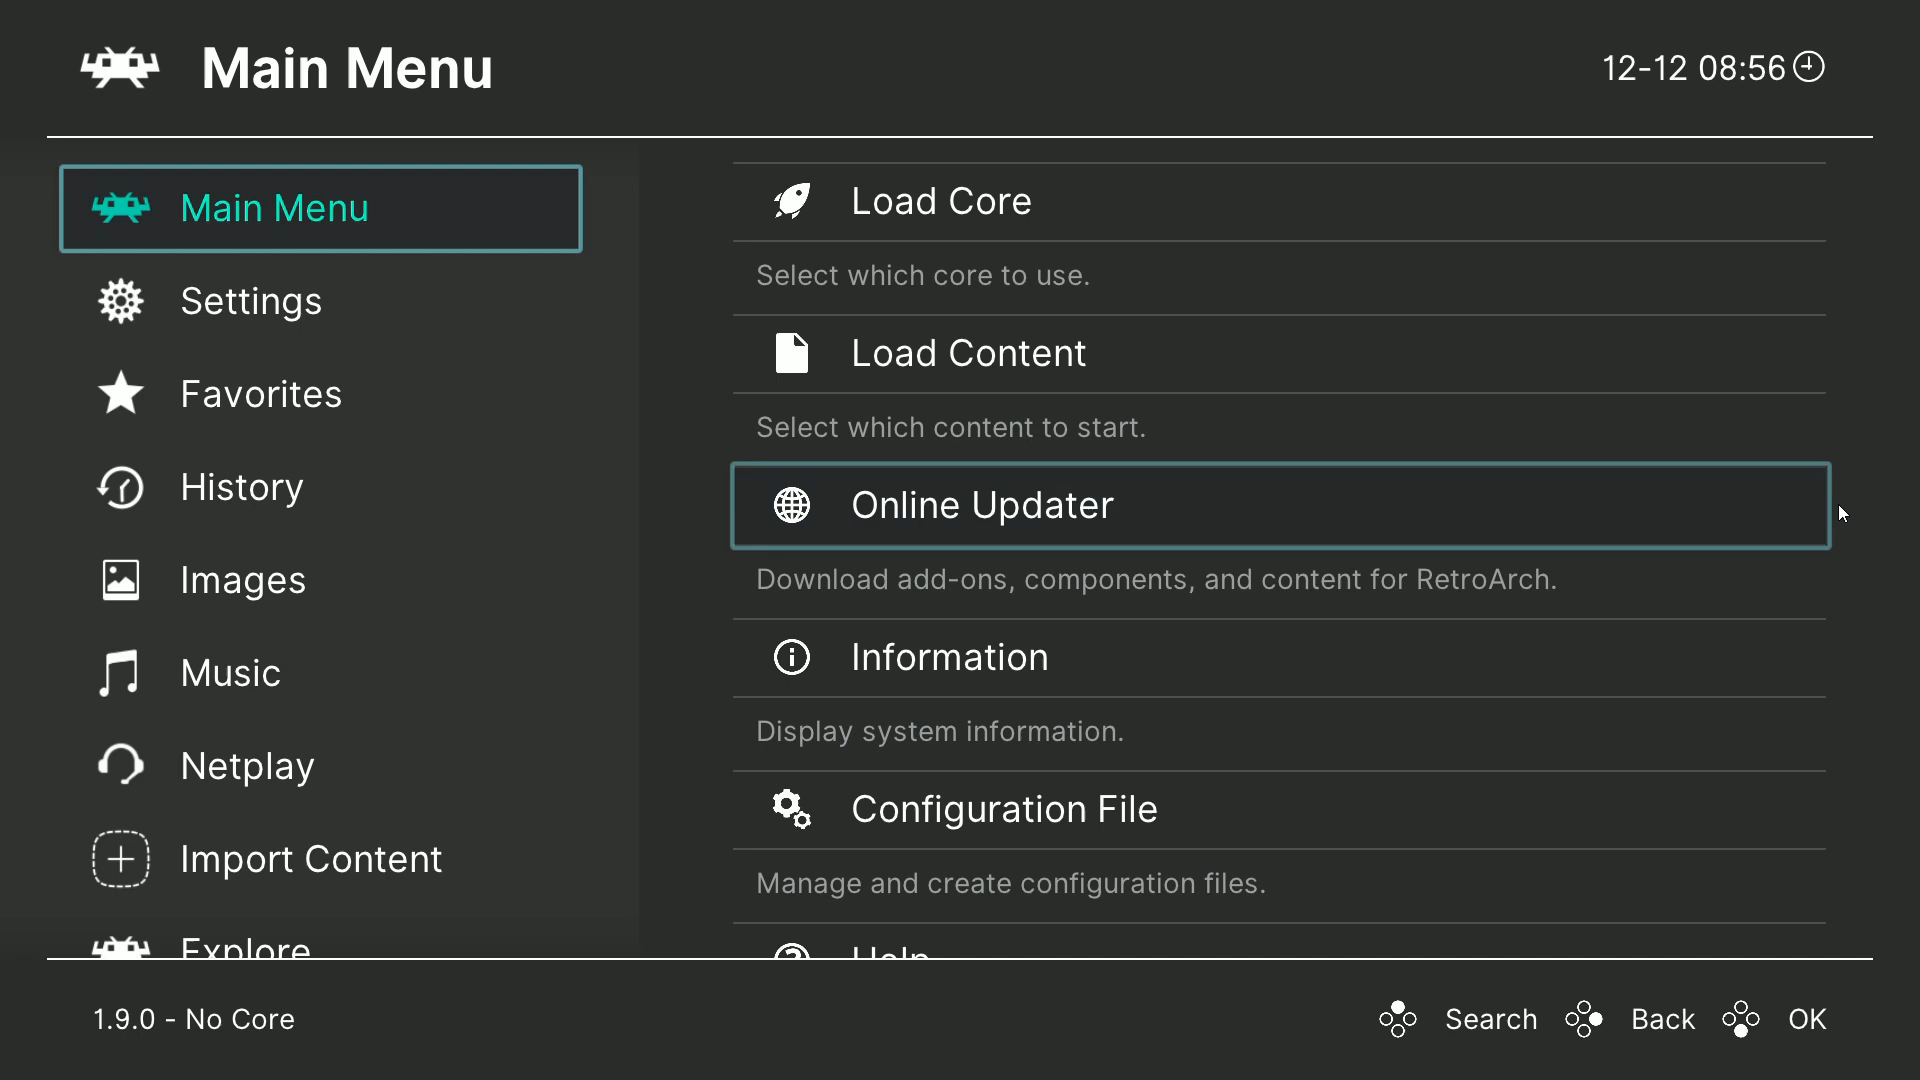 Main Menu
12-12 08:56
Main Menu
Settings
Favorites
History
Images
Music
Netplay
Import Content
Explore
Load Core
Select which core to use.
Load Content
Select which content to start.
Online Updater
Download add-ons, components, and content for RetroArch.
Information
Display system information.
Configuration File
Manage and create configuration files.
Help
1.9.0 - No Core
Search
Back
OK